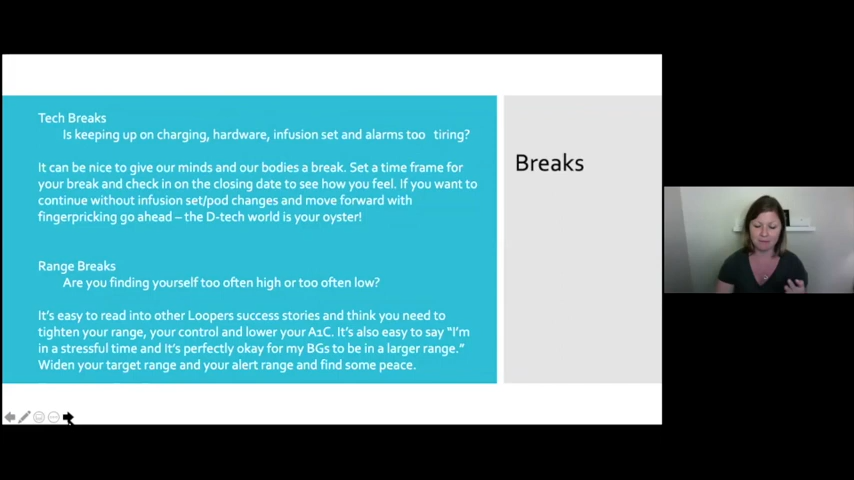 Tech Breaks
Is keeping up on charging, hardware, infusion set and alarms too tiring?
It can be nice to give our minds and our bodies a break. Set a time frame for
your break and check in on the closing date to see how you feel. If you want to
continue without infusion set/pod changes and move forward with
fingerpricking go ahead – the D-tech world is your oyster!
Range Breaks
Are you finding yourself too often high or too often low?
It's easy to read into other Loopers success stories and think you need to
tighten your range, your control and lower your A1C. It's also easy to say "I'm
in a stressful time and It's perfectly okay for my BGs to be in a larger range."
Widen your target range and your alert range and find some peace.
Breaks